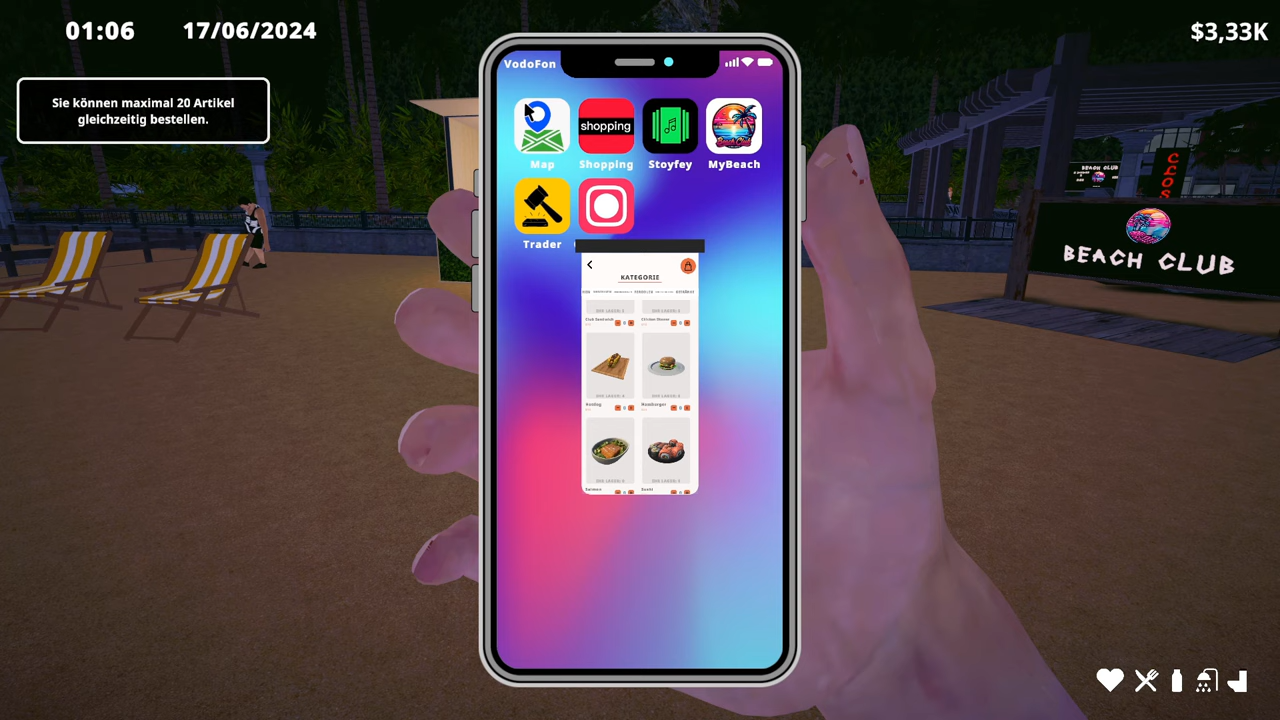 01:06
17/06/2024
$3,33K
Sie können maximal 20 Artikel
gleichzeitig bestellen.
VodoFon
shopping
Map
Shopping
Stoyfey
MyBeach
Trader
KATEGORIE
Club Sandwich
Chicken Skewer
Hotdog
Hamburger
Salmon
Sushi
BEACH CLUB
BEACH CLUB